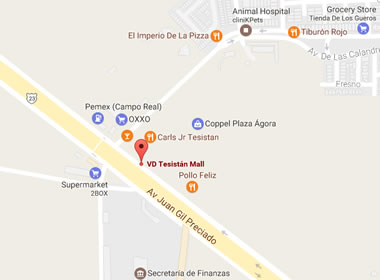 Grocery Store
Tienda De Los Gueros
Animal Hospital
cliniKPets
El Imperio De La Pizza
Tiburón Rojo
Av. De Las Calandr
Fresno
23
Pemex (Campo Real)
OXXO
Coppel Plaza Ágora
Carls Jr Tesistan
VD Tesistán Mall
Pollo Feliz
Supermarket
2BOX
Av Juan Gil Preciado
Secretaria de Finanzas